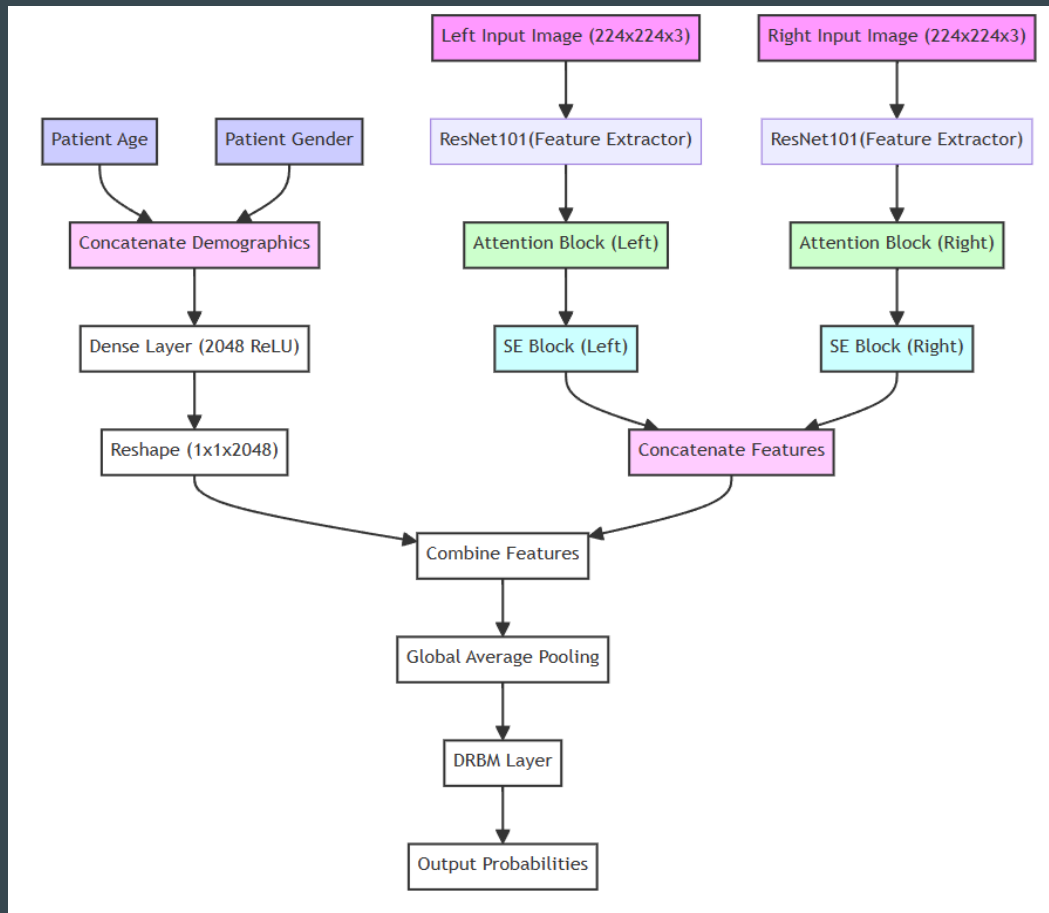 Left Input Image (224x224x3)
Right Input Image (224x224x3)
Patient Age
Patient Gender
ResNet101(Feature Extractor)
ResNet101(Feature Extractor)
Concatenate Demographics
Attention Block (Left)
Attention Block (Right)
Dense Layer (2048 ReLU)
SE Block (Left)
SE Block (Right)
Reshape (1x1x2048)
Concatenate Features
Combine Features
Global Average Pooling
DRBM Layer
Output Probabilities